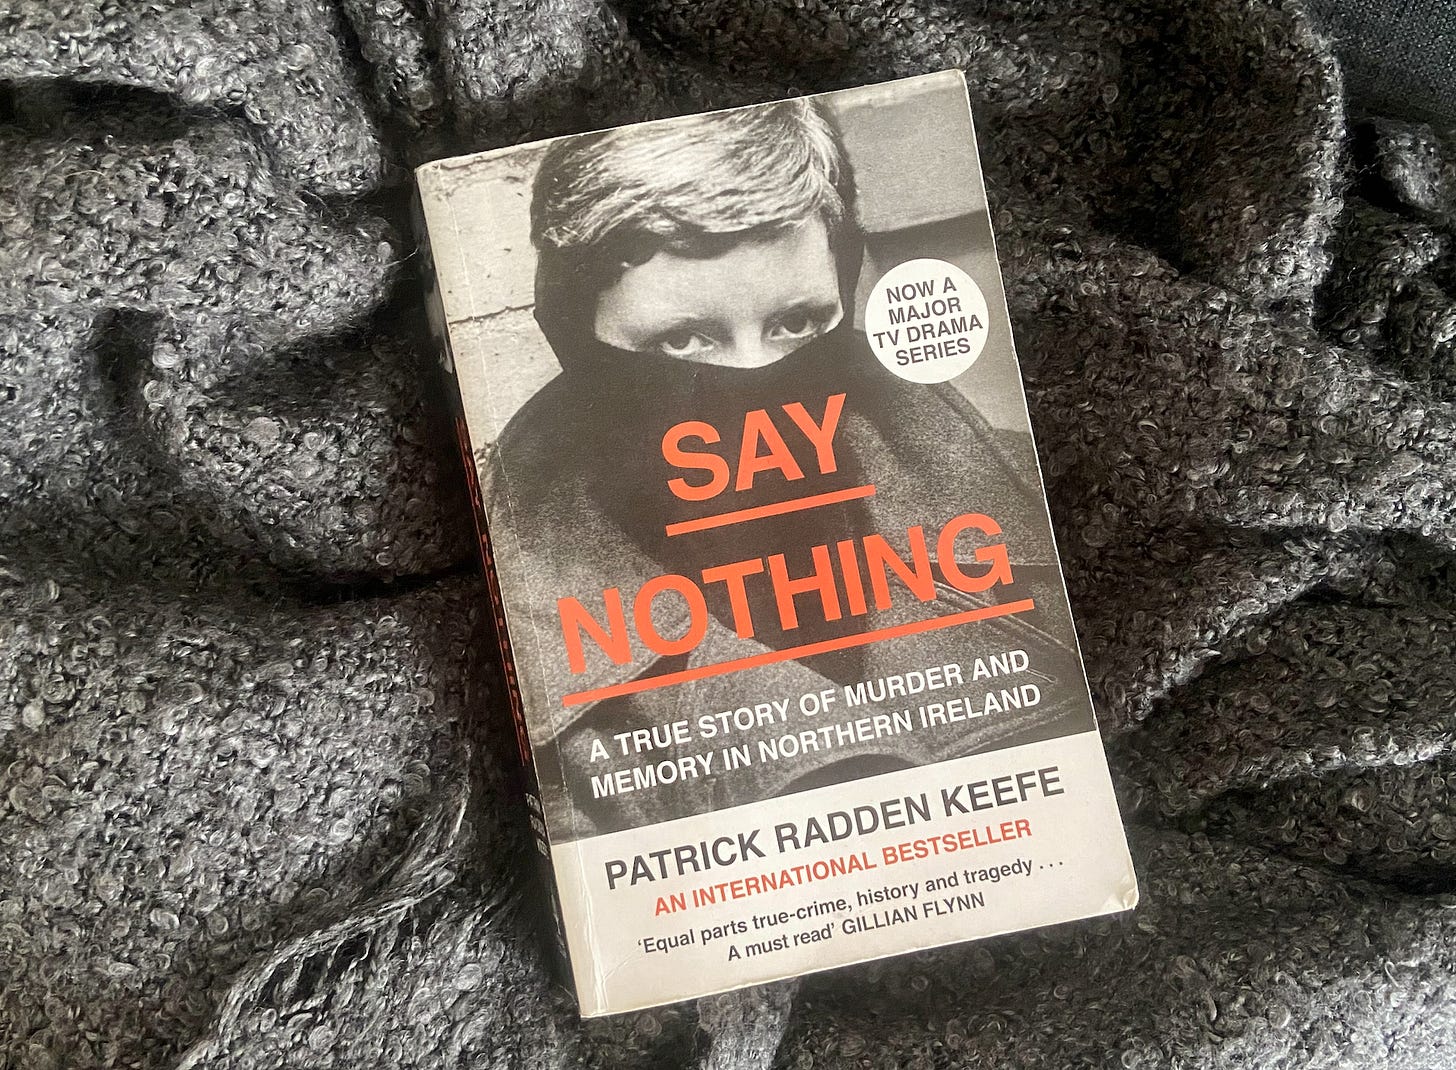 NOW A
MAJOR
TV DRAMA
SERIES
SAY
NOTHING
A TRUE STORY OF MURDER AND
MEMORY IN NORTHERN IRELAND
PATRICK RADDEN KEEFE
AN INTERNATIONAL BESTSELLER
‘Equal parts true-crime, history and tragedy . . .
A must read’ GILLIAN FLYNN